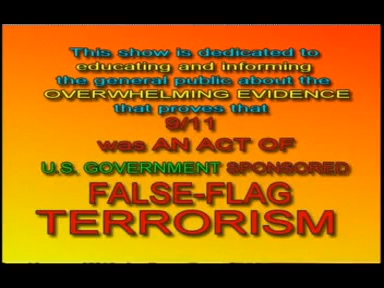 This show is dedicated to
educating and informing
the general public about the
OVERWHELMING EVIDENCE
that proves that
9/11
was AN ACT OF
U.S. GOVERNMENT SPONSORED
FALSE-FLAG
TERRORISM